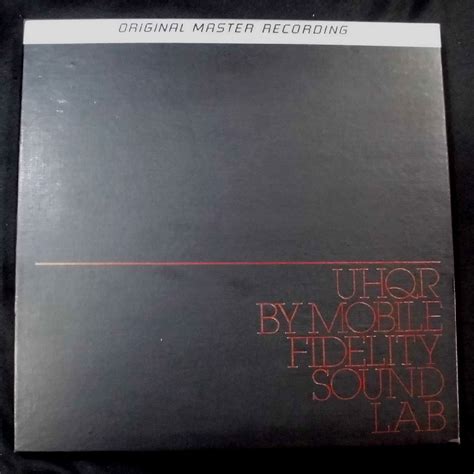 ORIGINAL MASTER RECORDING
UHQR
BY MOBILE
FIDELITY
SOUND
LAB